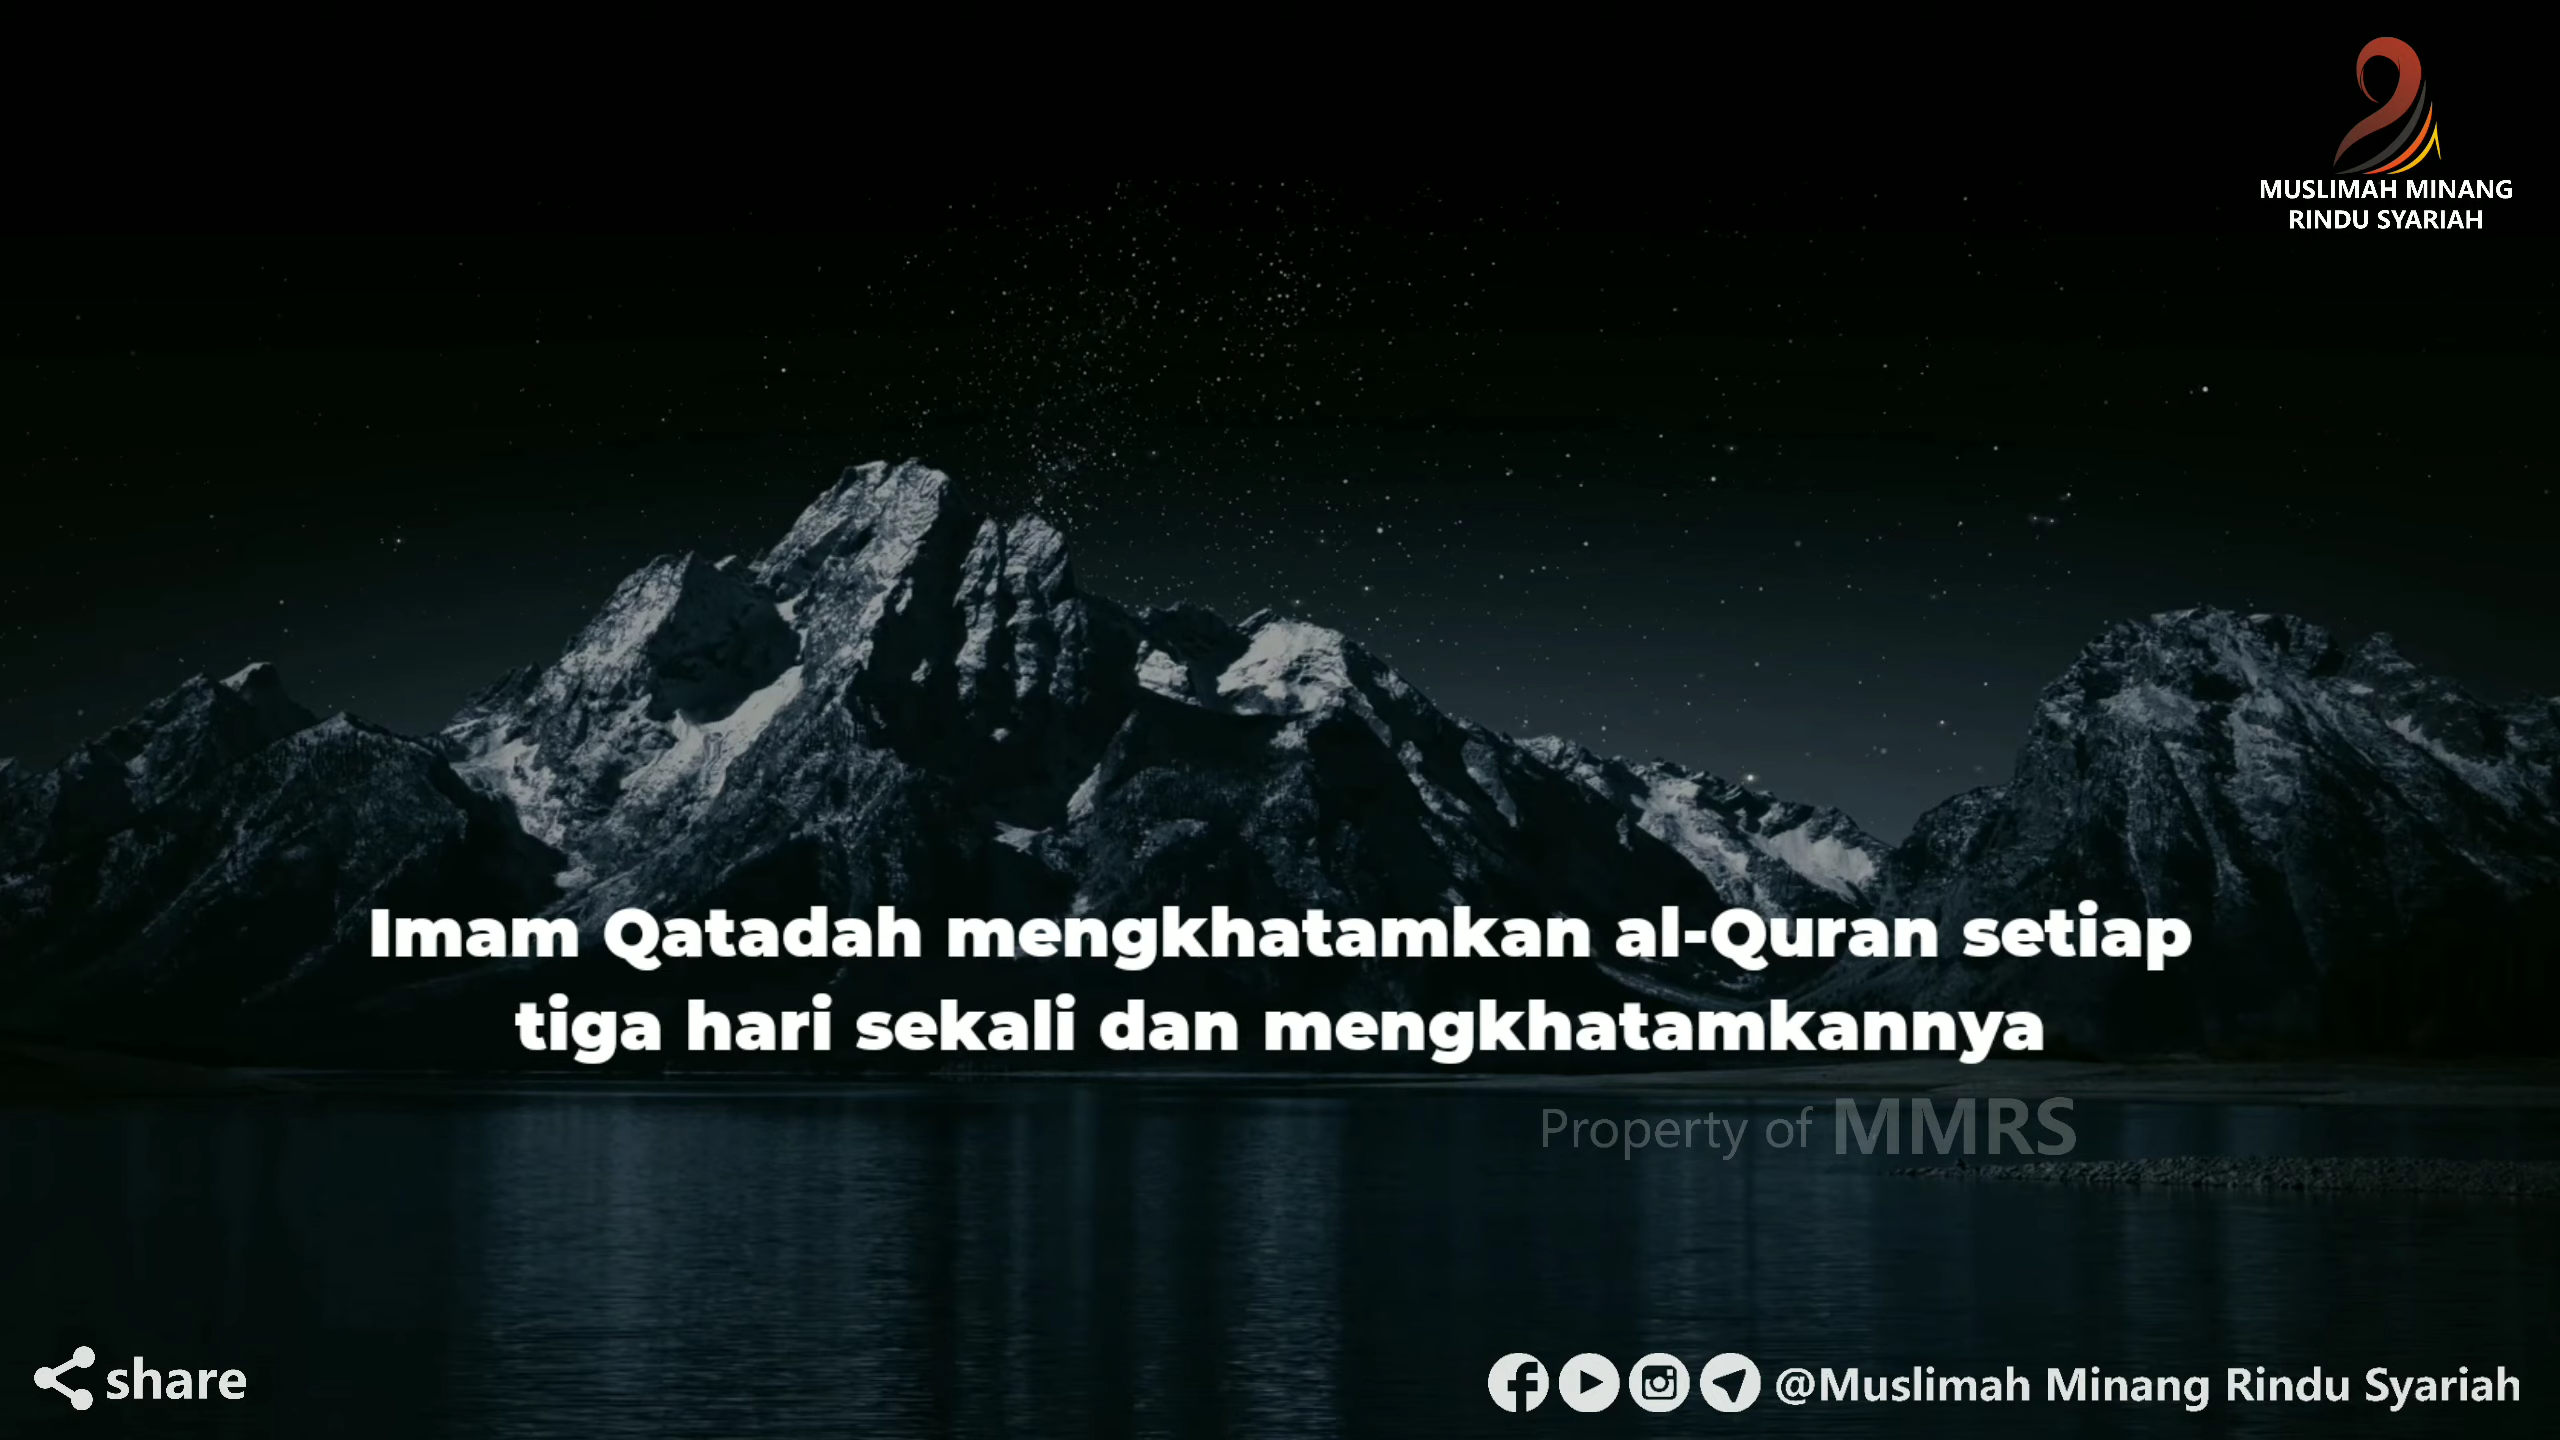 MUSLIMAH MINANG
RINDU SYARIAH
Imam Qatadah mengkhatamkan al-Quran setiap
tiga hari sekali dan mengkhatamkannya
Property of MMRS
share
@Muslimah Minang Rindu Syariah